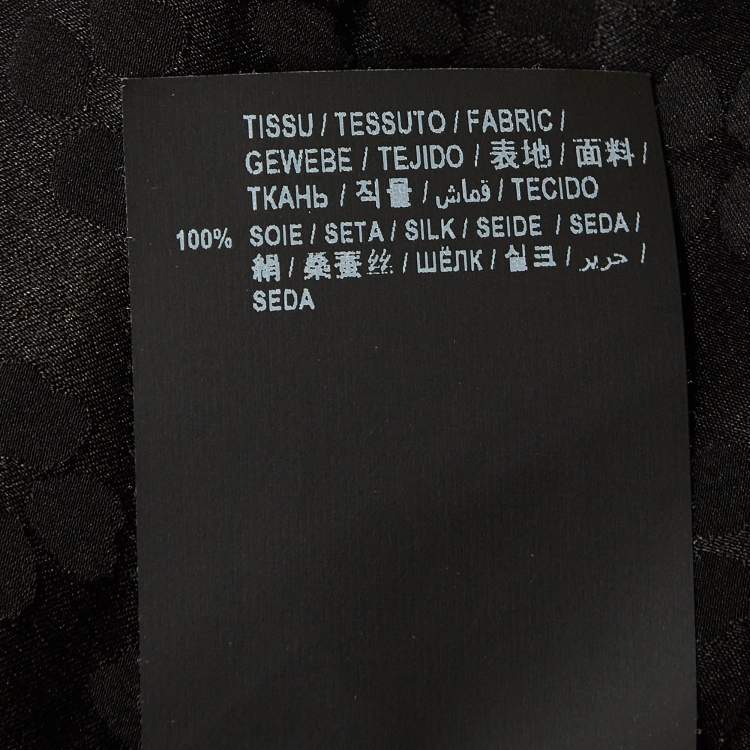 TISSU / TESSUTO / FABRIC /
GEWEBE / TEJIDO / 表地 / 面料 /
ТКАНЬ / 직물 / قماش / TECIDO
100% SOIE / SETA / SILK / SEIDE / SEDA /
絹 / 桑蚕丝 / ШЁЛК / 실크 / حرير /
SEDA